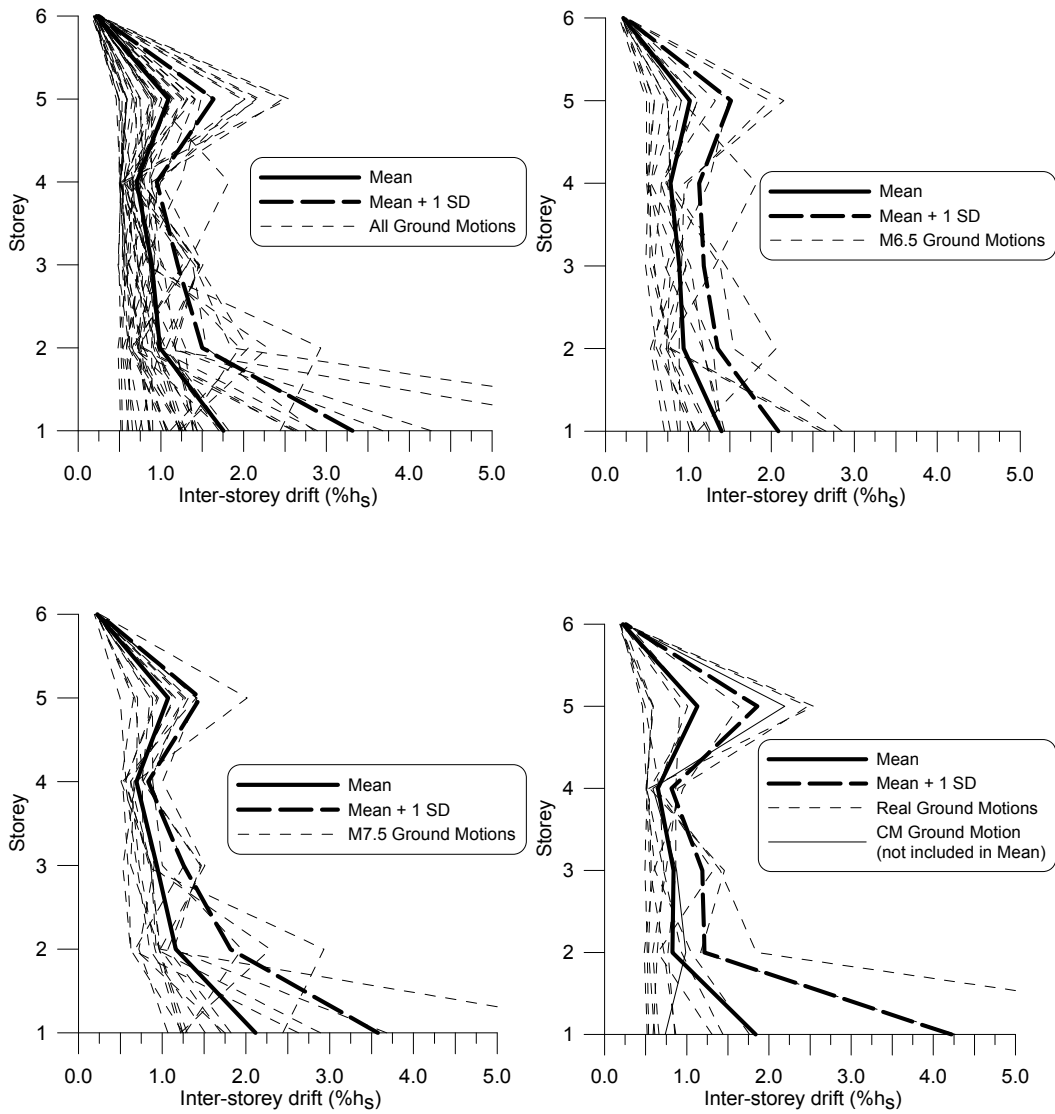 6
5
4
3
2
1
Storey
Mean
Mean + 1 SD
All Ground Motions
0.0 1.0 2.0 3.0 4.0 5.0
Inter-storey drift (%hs)
6
5
4
3
2
1
Storey
Mean
Mean + 1 SD
M6.5 Ground Motions
0.0 1.0 2.0 3.0 4.0 5.0
Inter-storey drift (%hs)
6
5
4
3
2
1
Storey
Mean
Mean + 1 SD
M7.5 Ground Motions
0.0 1.0 2.0 3.0 4.0 5.0
Inter-storey drift (%hs)
6
5
4
3
2
1
Storey
Mean
Mean + 1 SD
Real Ground Motions
CM Ground Motion
(not included in Mean)
0.0 1.0 2.0 3.0 4.0 5.0
Inter-storey drift (%hs)